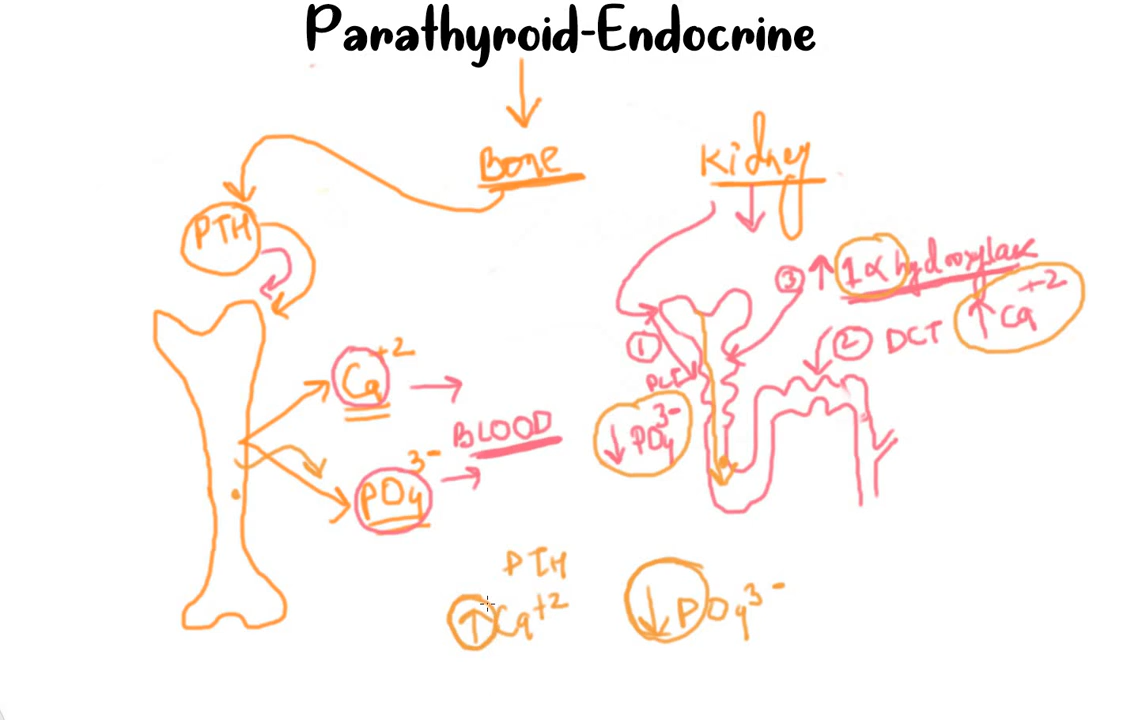 Parathyroid-Endocrine
Bone
Kidney
PTH
③ ↑ 1α hydroxylase
↑ Ca+2
① PCT
② DCT
Ca+2 →
BLOOD
PO4 3- →
↓ PO4 3-
PTH
↑ Ca+2
↓ PO4 3-